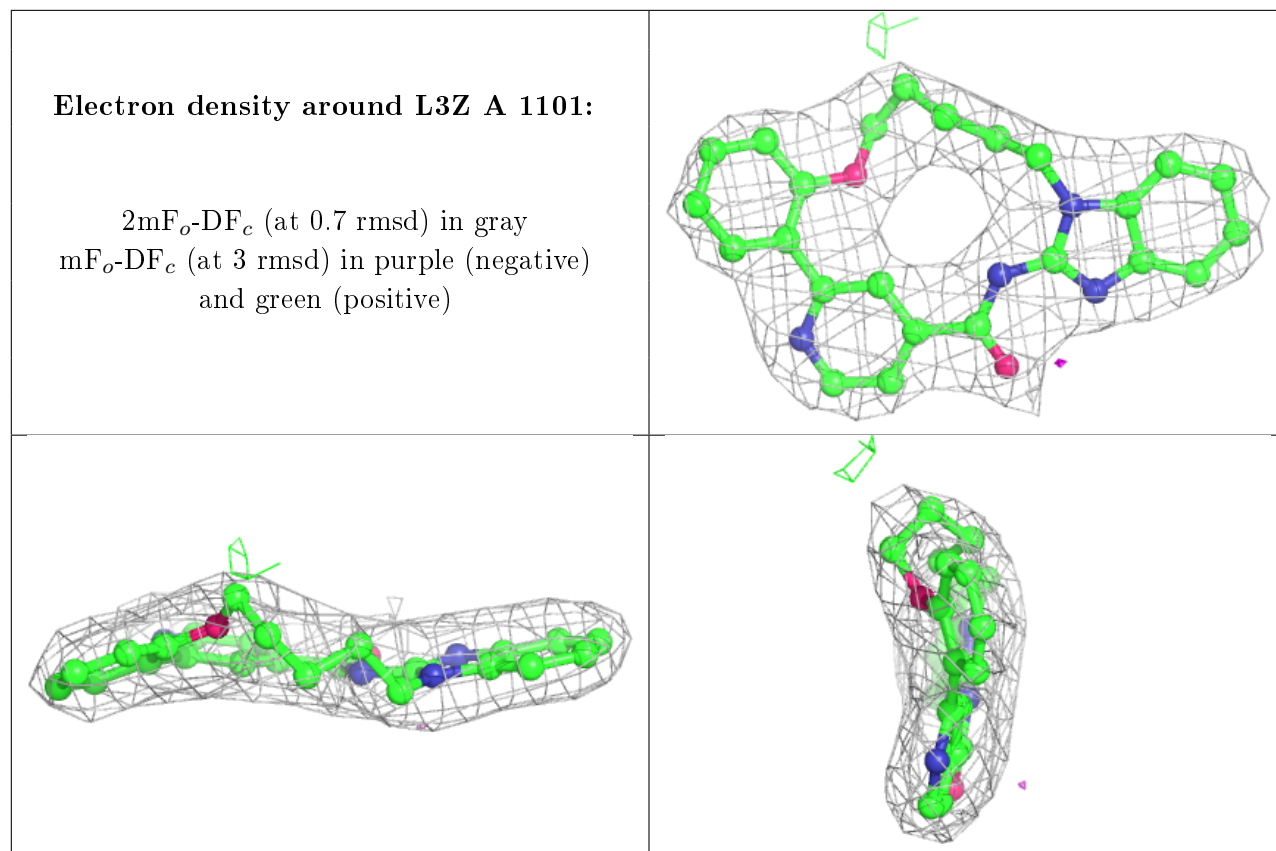 Electron density around L3Z A 1101:
2mFₒ-DF𝒸 (at 0.7 rmsd) in gray
mFₒ-DF𝒸 (at 3 rmsd) in purple (negative)
and green (positive)